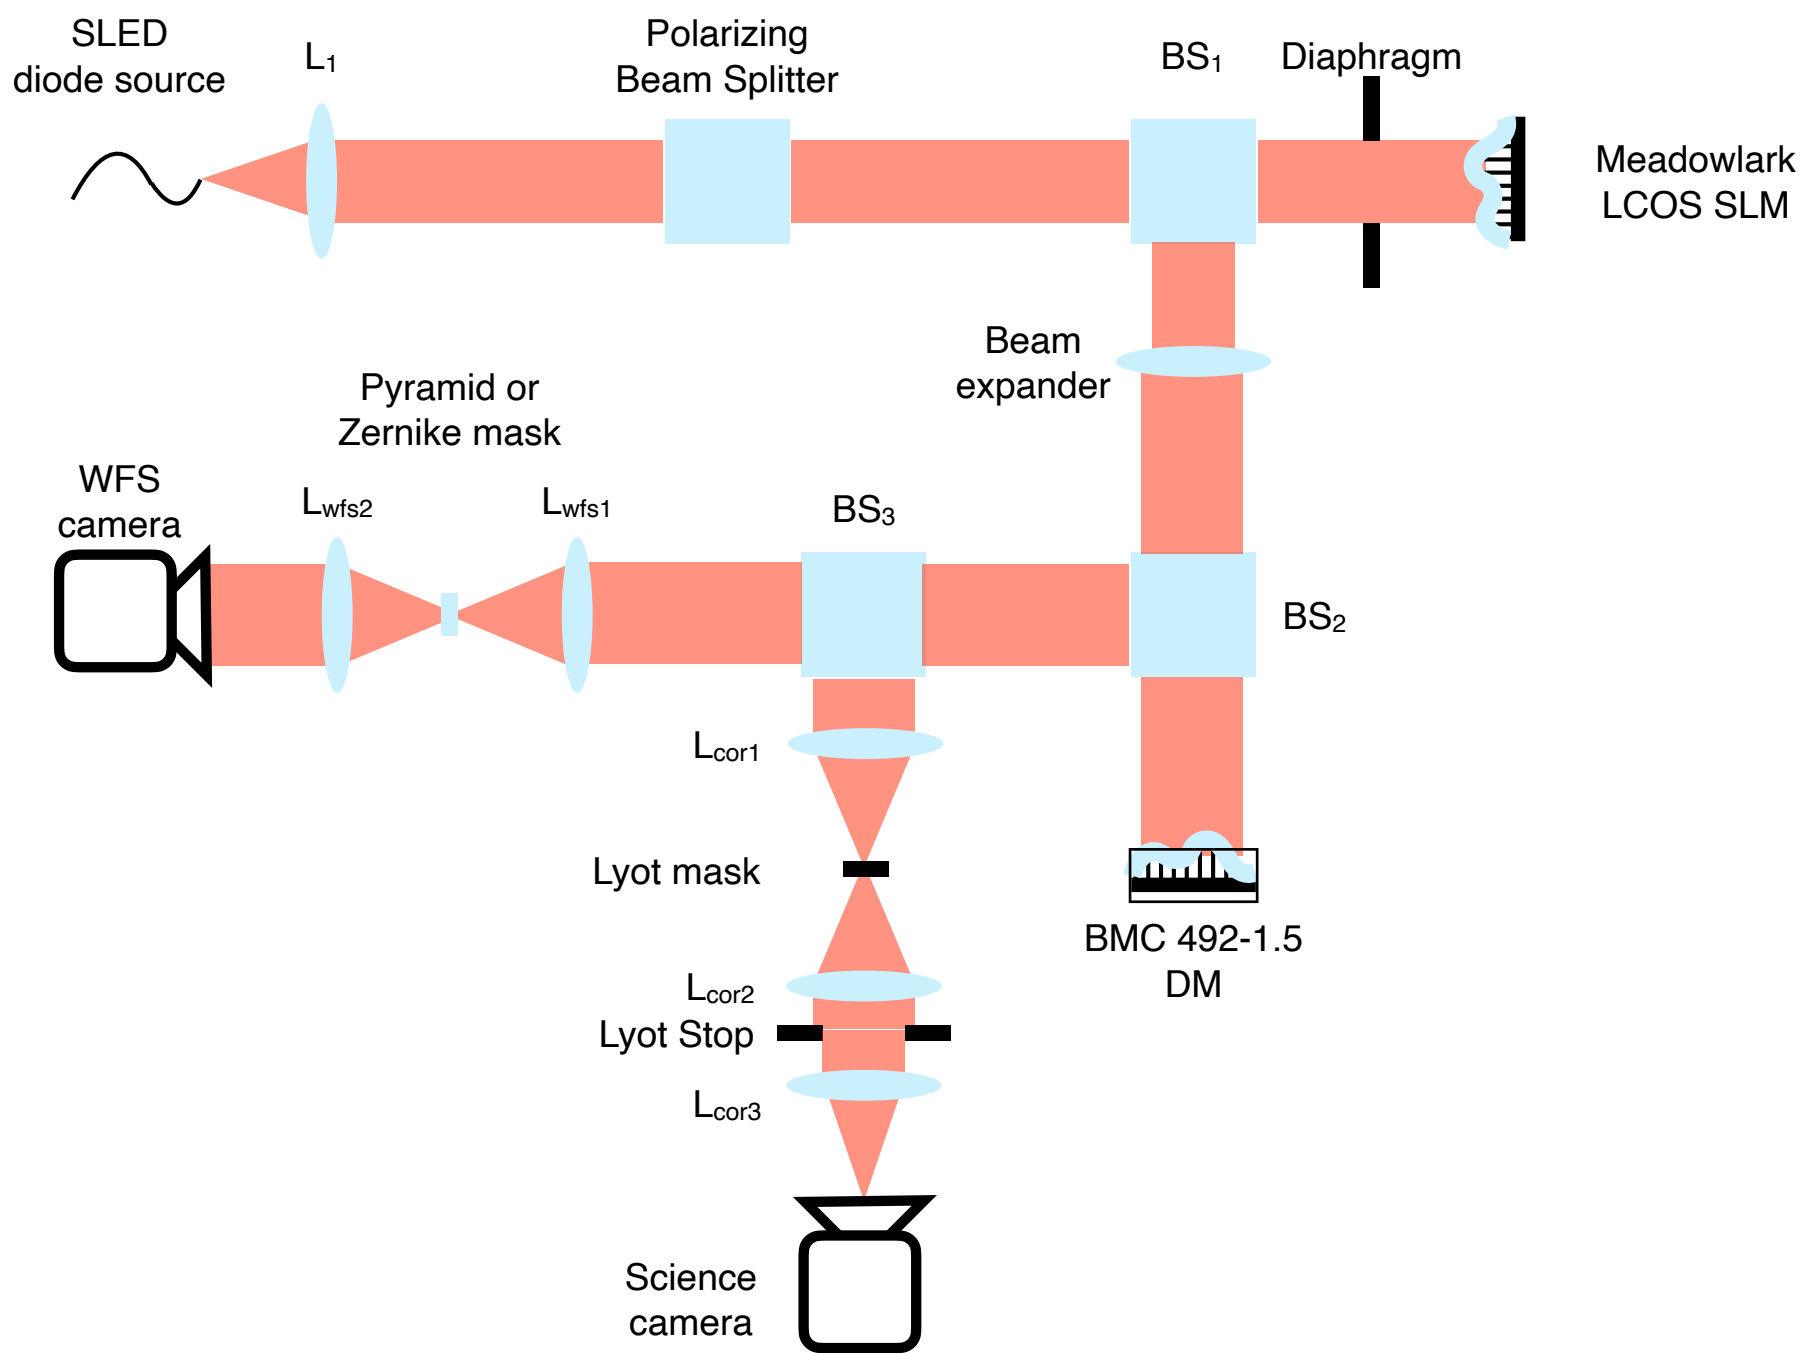 SLED
diode source
L₁
Polarizing
Beam Splitter
BS₁
Diaphragm
Meadowlark
LCOS SLM
Beam
expander
Pyramid or
Zernike mask
WFS
camera
Lwfs2
Lwfs1
BS₃
BS₂
Lcor1
Lyot mask
BMC 492-1.5
DM
Lcor2
Lyot Stop
Lcor3
Science
camera